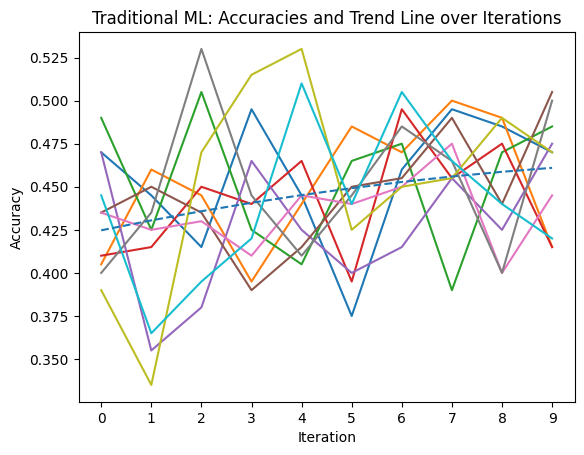 Traditional ML: Accuracies and Trend Line over Iterations
0.525
0.500
0.475
0.450
0.425
0.400
0.375
0.350
Accuracy
0 1 2 3 4 5 6 7 8 9
Iteration